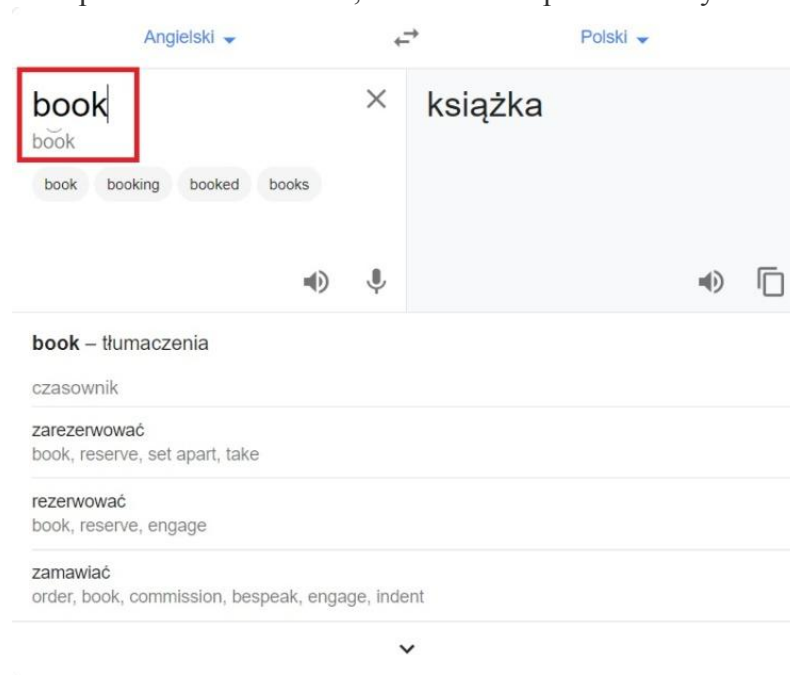 Angielski Polski
book książka
bo͝ok
book booking booked books
book – tłumaczenia
czasownik
zarezerwować
book, reserve, set apart, take
rezerwować
book, reserve, engage
zamawiać
order, book, commission, bespeak, engage, indent